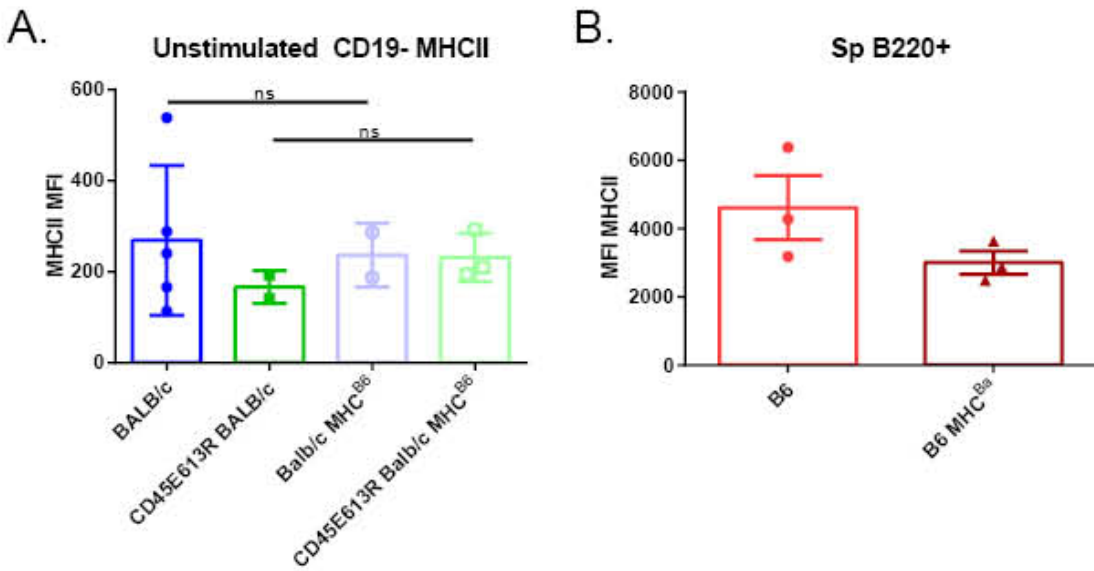 A.
Unstimulated CD19- MHCII
MHCII MFI
600
400
200
0
ns
ns
BALB/c
CD45E613R BALB/c
Balb/c MHC^B6
CD45E613R Balb/c MHC^B6
B.
Sp B220+
MFI MHCII
8000
6000
4000
2000
0
B6
B6 MHC^Ba